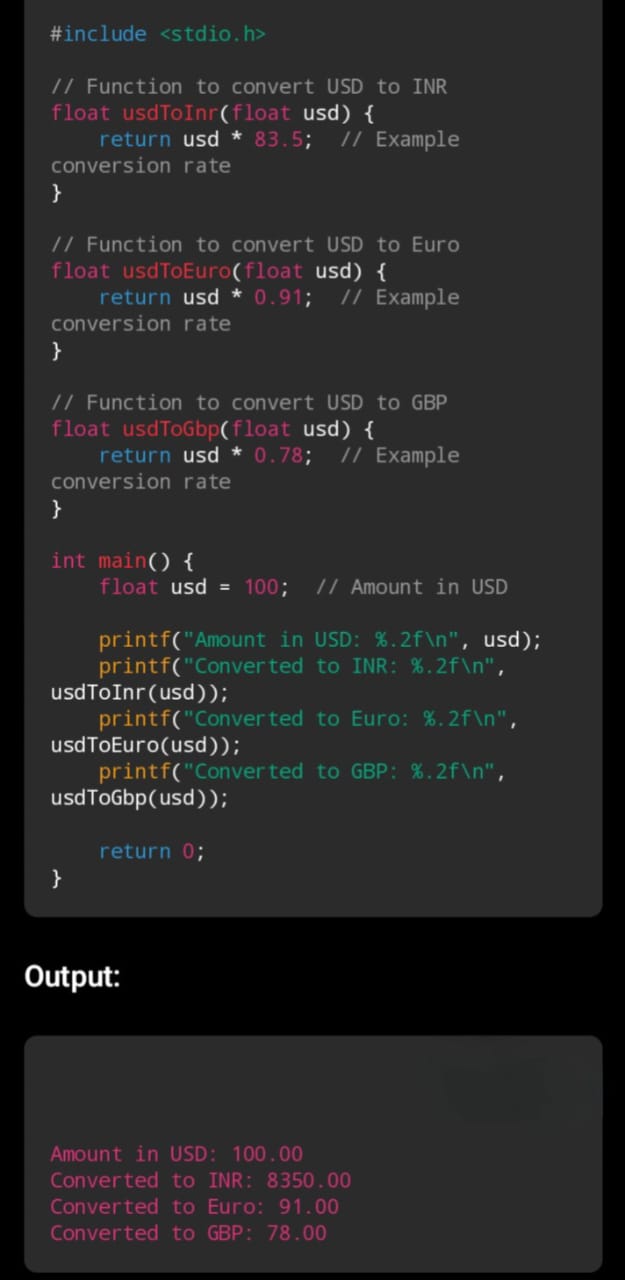 #include <stdio.h>
// Function to convert USD to INR
float usdToInr(float usd) {
    return usd * 83.5;  // Example
conversion rate
}
// Function to convert USD to Euro
float usdToEuro(float usd) {
    return usd * 0.91;  // Example
conversion rate
}
// Function to convert USD to GBP
float usdToGbp(float usd) {
    return usd * 0.78;  // Example
conversion rate
}
int main() {
    float usd = 100;  // Amount in USD
    printf("Amount in USD: %.2f\n", usd);
    printf("Converted to INR: %.2f\n",
usdToInr(usd));
    printf("Converted to Euro: %.2f\n",
usdToEuro(usd));
    printf("Converted to GBP: %.2f\n",
usdToGbp(usd));
    return 0;
}
Output:
Amount in USD: 100.00
Converted to INR: 8350.00
Converted to Euro: 91.00
Converted to GBP: 78.00